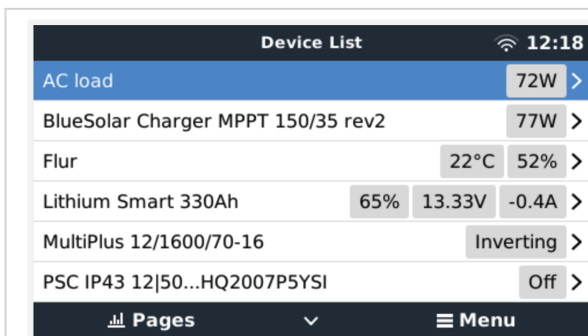 Device List 12:18
AC load 72W
BlueSolar Charger MPPT 150/35 rev2 77W
Flur 22°C 52%
Lithium Smart 330Ah 65% 13.33V -0.4A
MultiPlus 12/1600/70-16 Inverting
PSC IP43 12|50...HQ2007P5YSI Off
Pages Menu